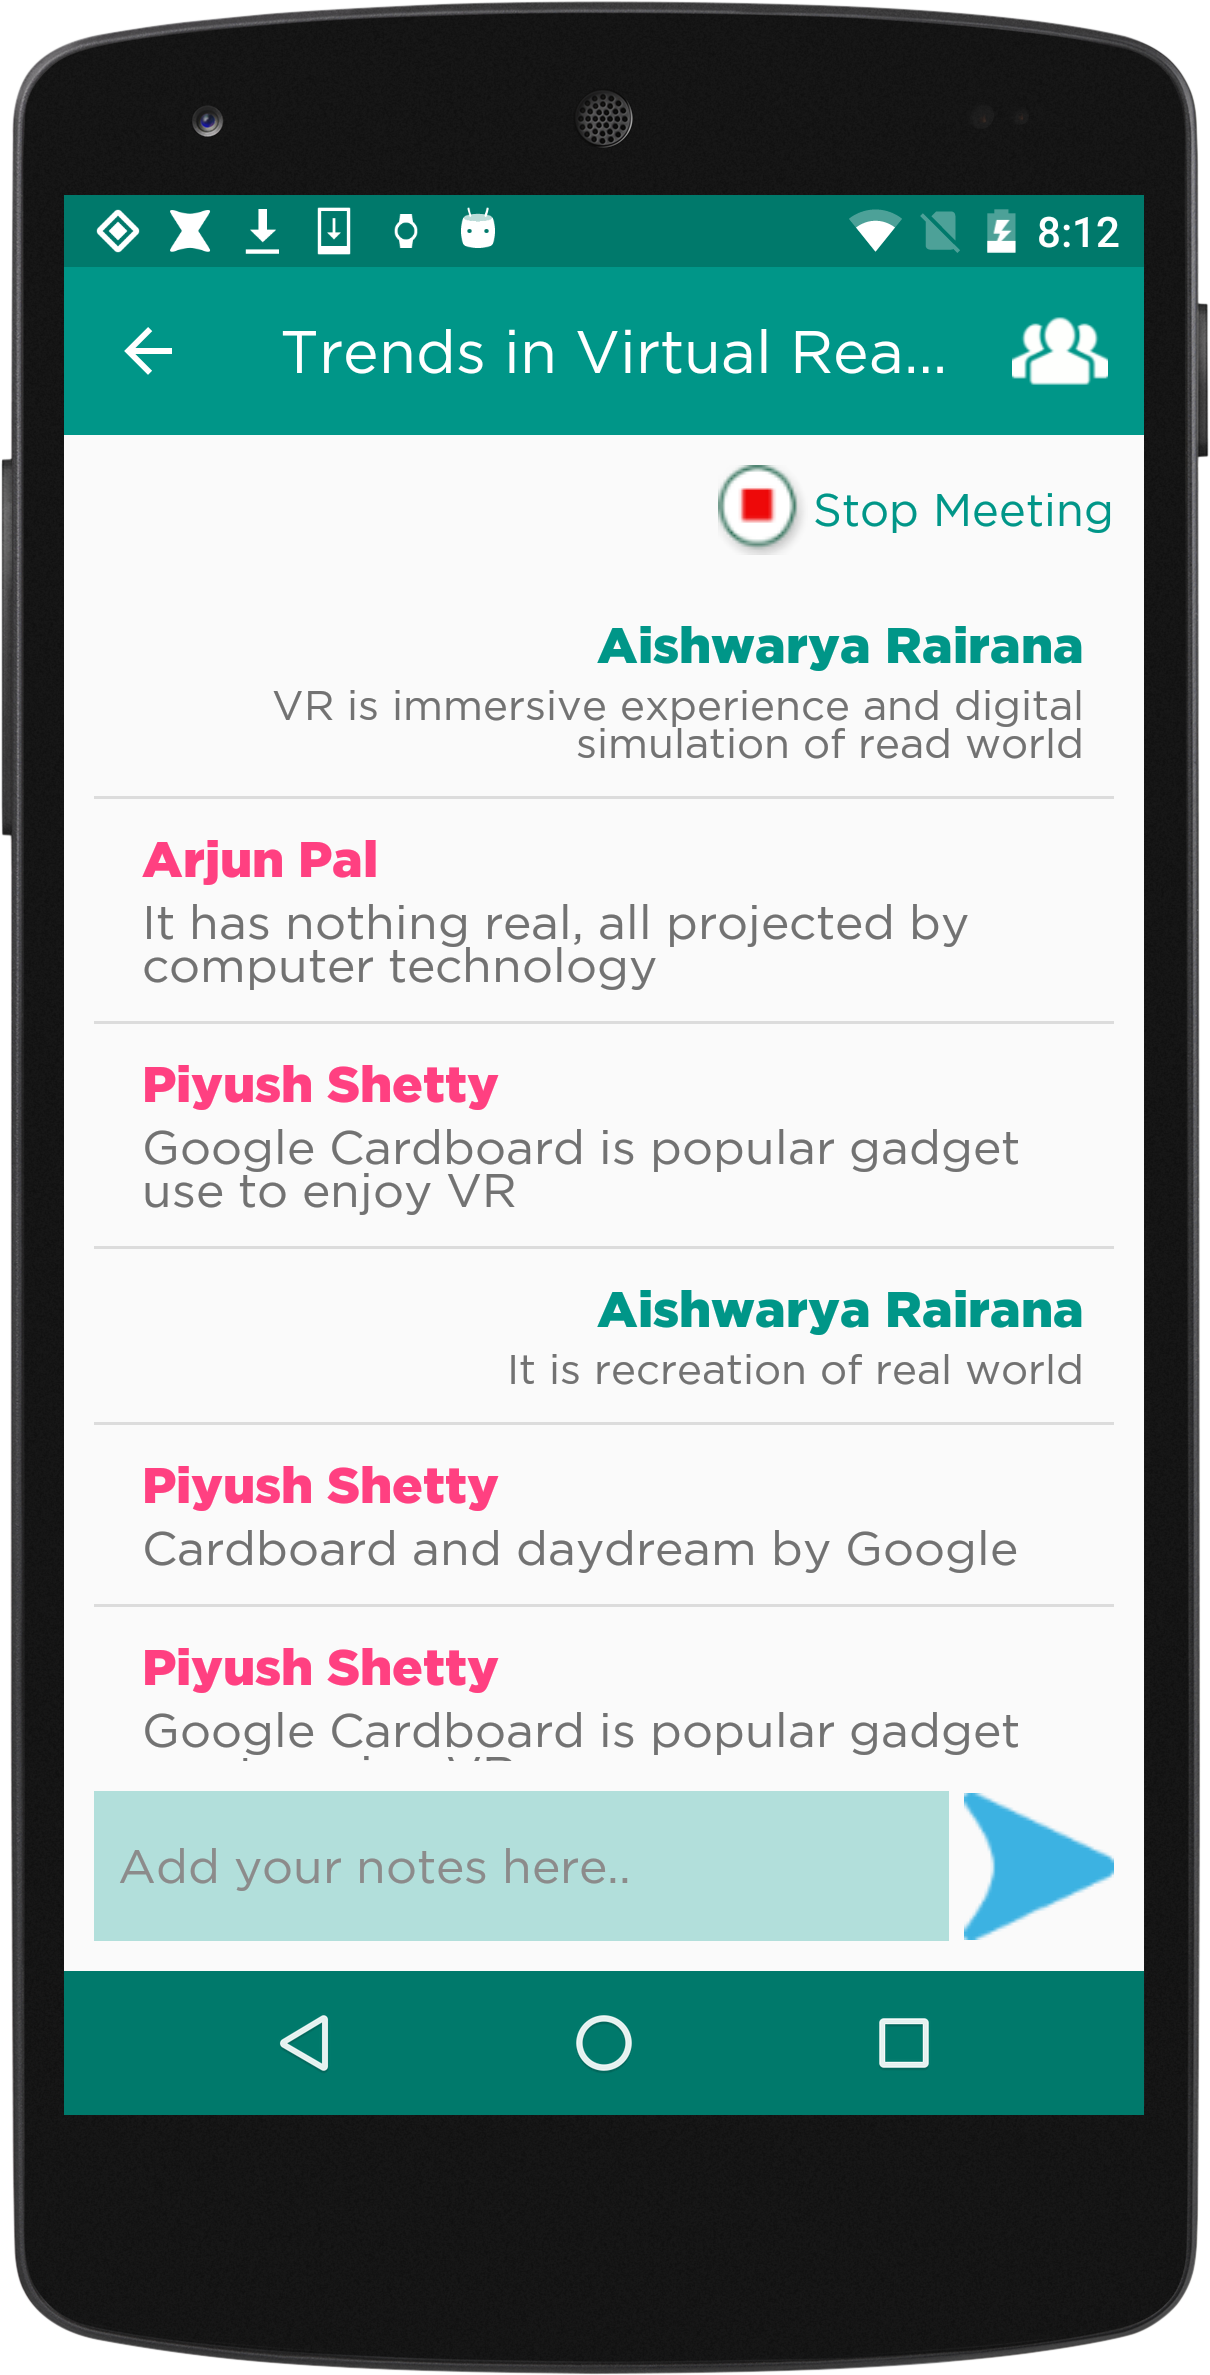 8:12
Trends in Virtual Rea...
Stop Meeting
Aishwarya Rairana
VR is immersive experience and digital
simulation of read world
Arjun Pal
It has nothing real, all projected by
computer technology
Piyush Shetty
Google Cardboard is popular gadget
use to enjoy VR
Aishwarya Rairana
It is recreation of real world
Piyush Shetty
Cardboard and daydream by Google
Piyush Shetty
Google Cardboard is popular gadget
VR
Add your notes here..